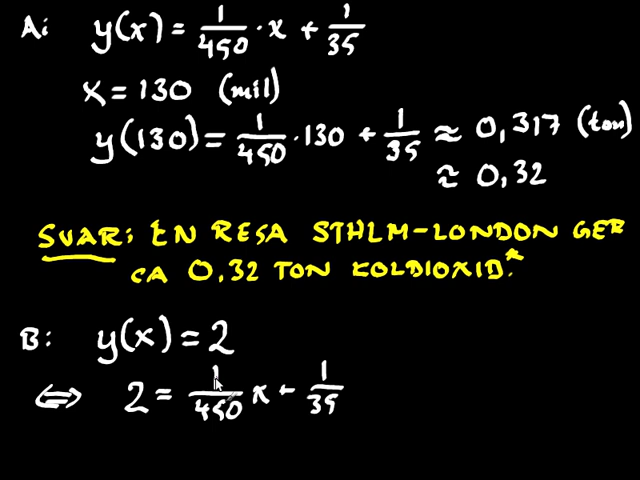 A: y(x) = 1/450 · x + 1/35
x = 130 (mil)
y(130) = 1/450 · 130 + 1/35 ≈ 0,317 (ton)
≈ 0,32
SVAR: EN RESA STHLM-LONDON GER
CA 0,32 TON KOLDIOXID.*
B: y(x) = 2
⇔ 2 = 1/450 x + 1/35